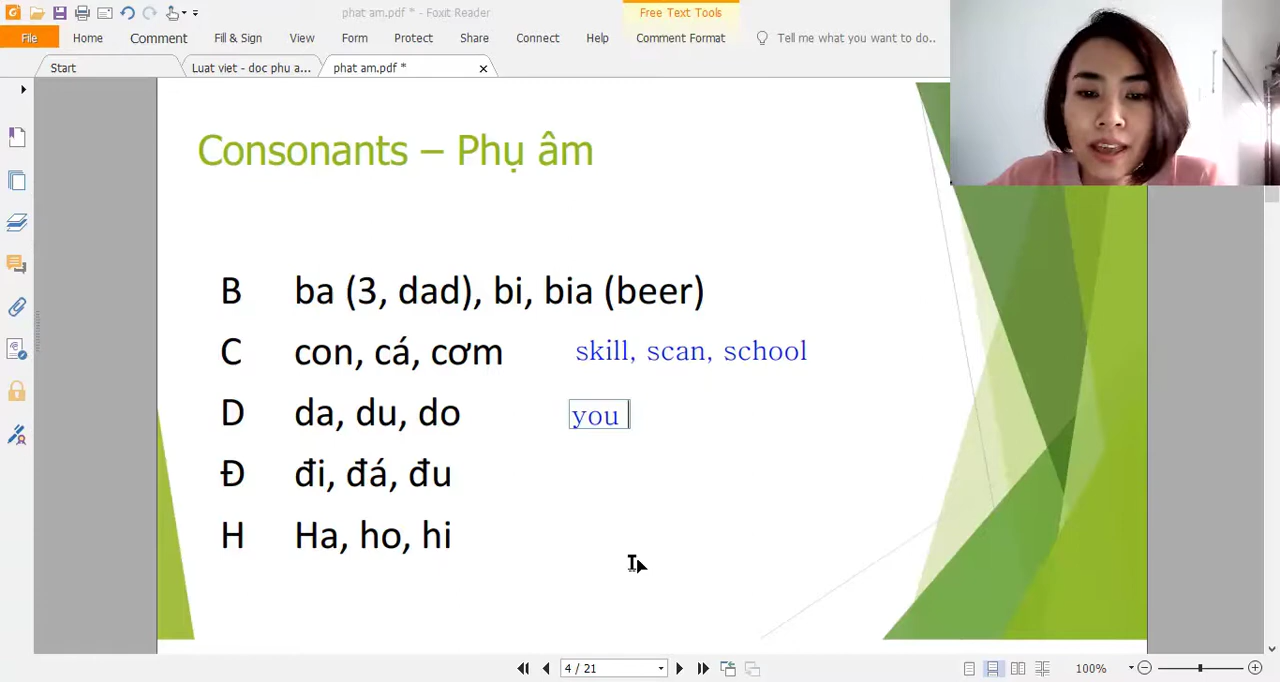 phat am.pdf * - Foxit Reader
Free Text Tools
File Home Comment Fill & Sign View Form Protect Share Connect Help Comment Format Tell me what you want to do..
Start Luat viet - doc phu a... phat am.pdf *
Consonants – Phụ âm
B ba (3, dad), bi, bia (beer)
C con, cá, cơm skill, scan, school
D da, du, do you
Đ đi, đá, đu
H Ha, ho, hi
4 / 21 100%